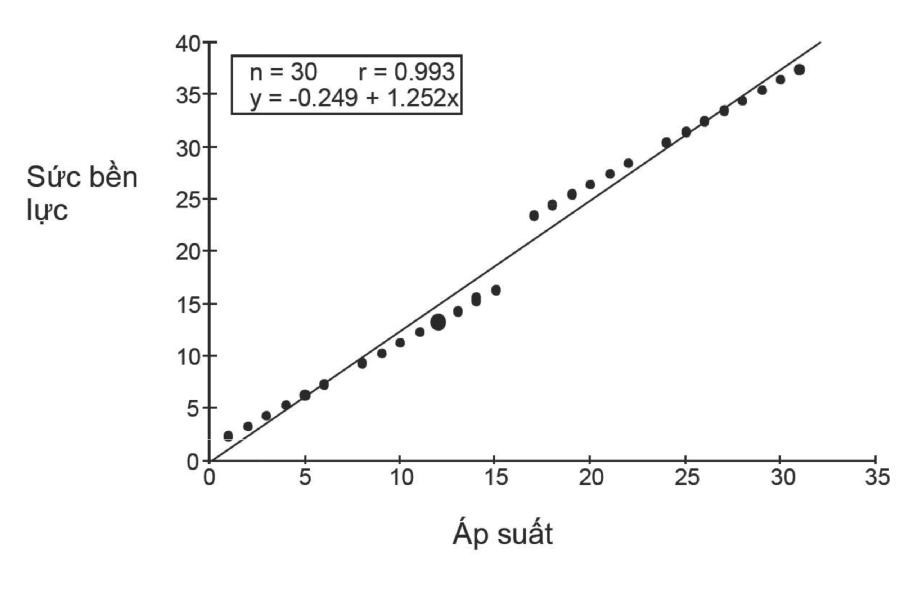 n = 30 r = 0.993
y = -0.249 + 1.252x
Sức bền
lực
40
35
30
25
20
15
10
5
0
0 5 10 15 20 25 30 35
Áp suất